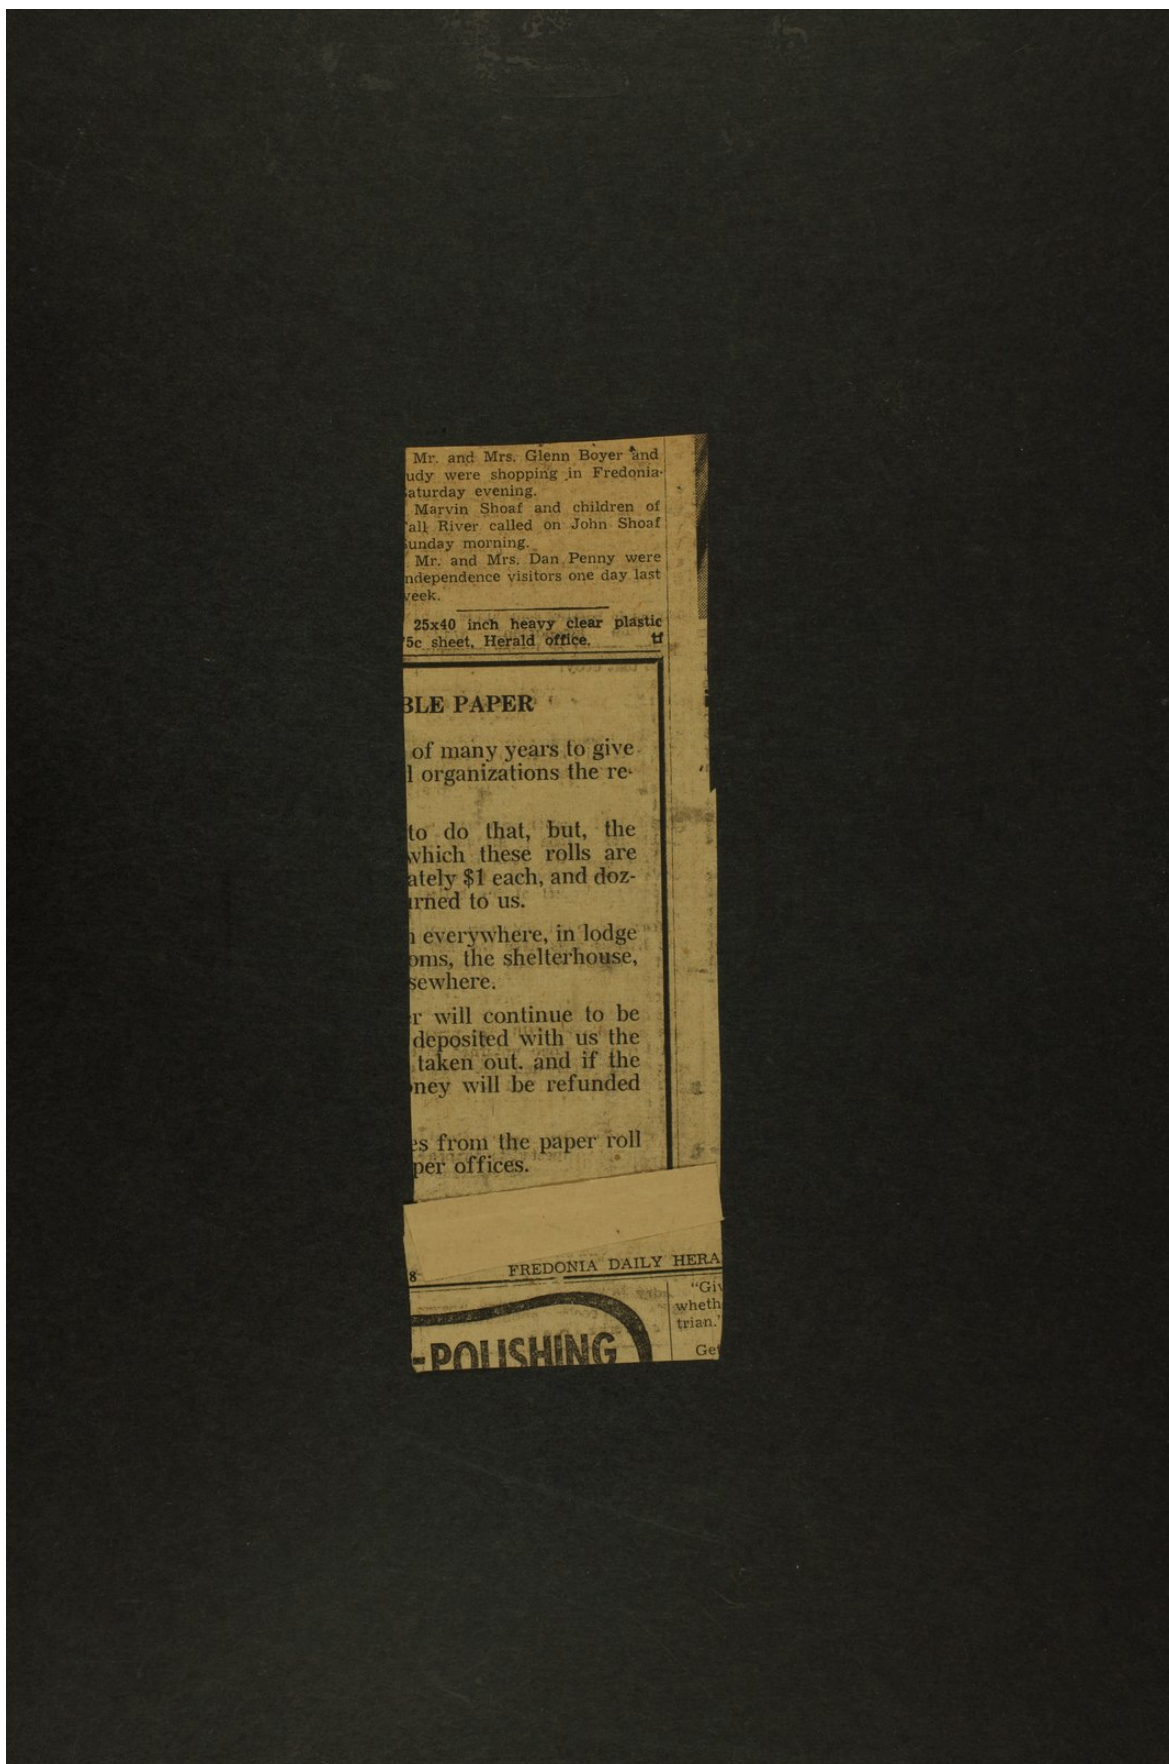 Mr. and Mrs. Glenn Boyer and
udy were shopping in Fredonia
aturday evening.
Marvin Shoaf and children of
all River called on John Shoaf
unday morning.
Mr. and Mrs. Dan Penny were
ndependence visitors one day last
eek.
25x40 inch heavy clear plastic
5c sheet, Herald office. tf
BLE PAPER
of many years to give
l organizations the re-
to do that, but, the
which these rolls are
ately $1 each, and doz-
rned to us.
everywhere, in lodge
oms, the shelterhouse,
sewhere.
r will continue to be
deposited with us the
taken out. and if the
ney will be refunded
es from the paper roll
per offices.
8 FREDONIA DAILY HERA
-POLISHING
"Giv
wheth
trian.'
Get